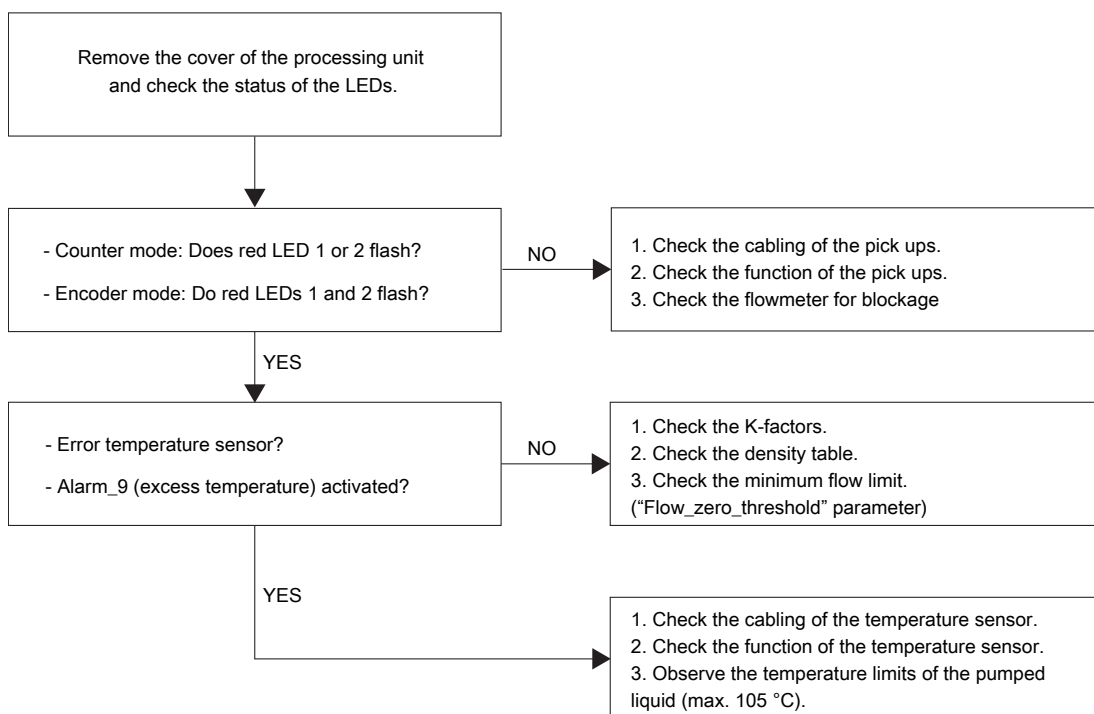 Remove the cover of the processing unit
and check the status of the LEDs.
- Counter mode: Does red LED 1 or 2 flash?
- Encoder mode: Do red LEDs 1 and 2 flash?
NO
1. Check the cabling of the pick ups.
2. Check the function of the pick ups.
3. Check the flowmeter for blockage
YES
- Error temperature sensor?
- Alarm_9 (excess temperature) activated?
NO
1. Check the K-factors.
2. Check the density table.
3. Check the minimum flow limit.
(“Flow_zero_threshold” parameter)
YES
1. Check the cabling of the temperature sensor.
2. Check the function of the temperature sensor.
3. Observe the temperature limits of the pumped
liquid (max. 105 °C).